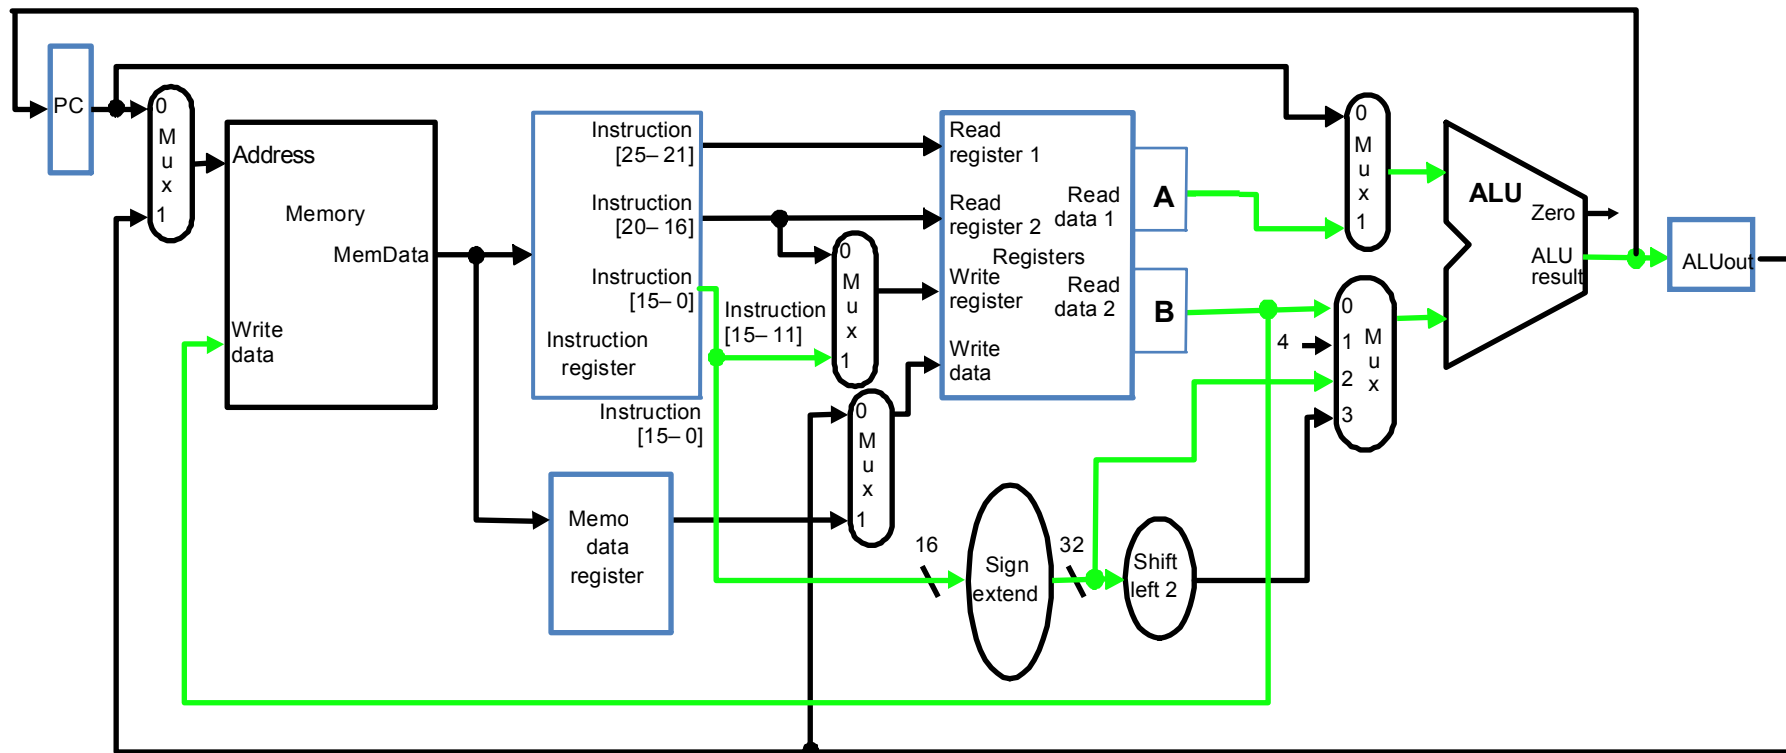 PC
0
M
u
x
1
Address
Memory
MemData
Write
data
Instruction
[25– 21]
Instruction
[20– 16]
Instruction
[15– 0]
Instruction
register
Instruction
[15– 11]
Instruction
[15– 0]
0
M
u
x
1
0
M
u
x
1
Memo
data
register
Read
register 1
Read
register 2
Registers
Write
register
Write
data
Read
data 1
Read
data 2
A
B
16
Sign
extend
32
Shift
left 2
0
M
u
x
1
4
0
1
2
3
M
u
x
ALU
Zero
ALU
result
ALUout